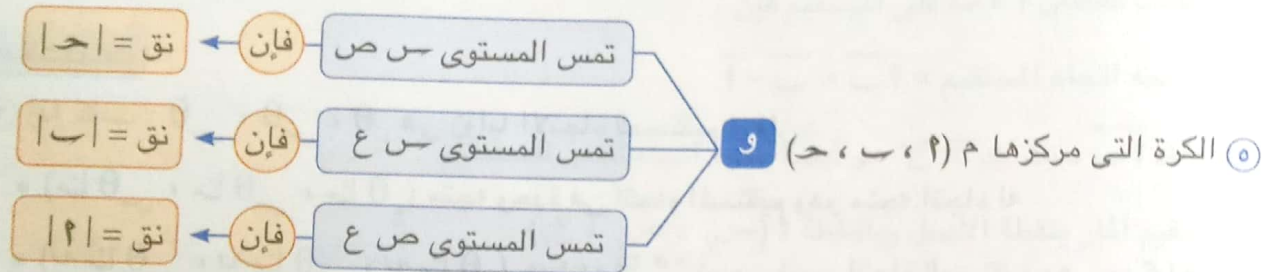 ⑤ الكرة التى مركزها م (أ ، ب ، حـ) و
تمس المستوى س ص فإن نق = |حـ|
تمس المستوى س ع فإن نق = |ب|
تمس المستوى ص ع فإن نق = |أ|